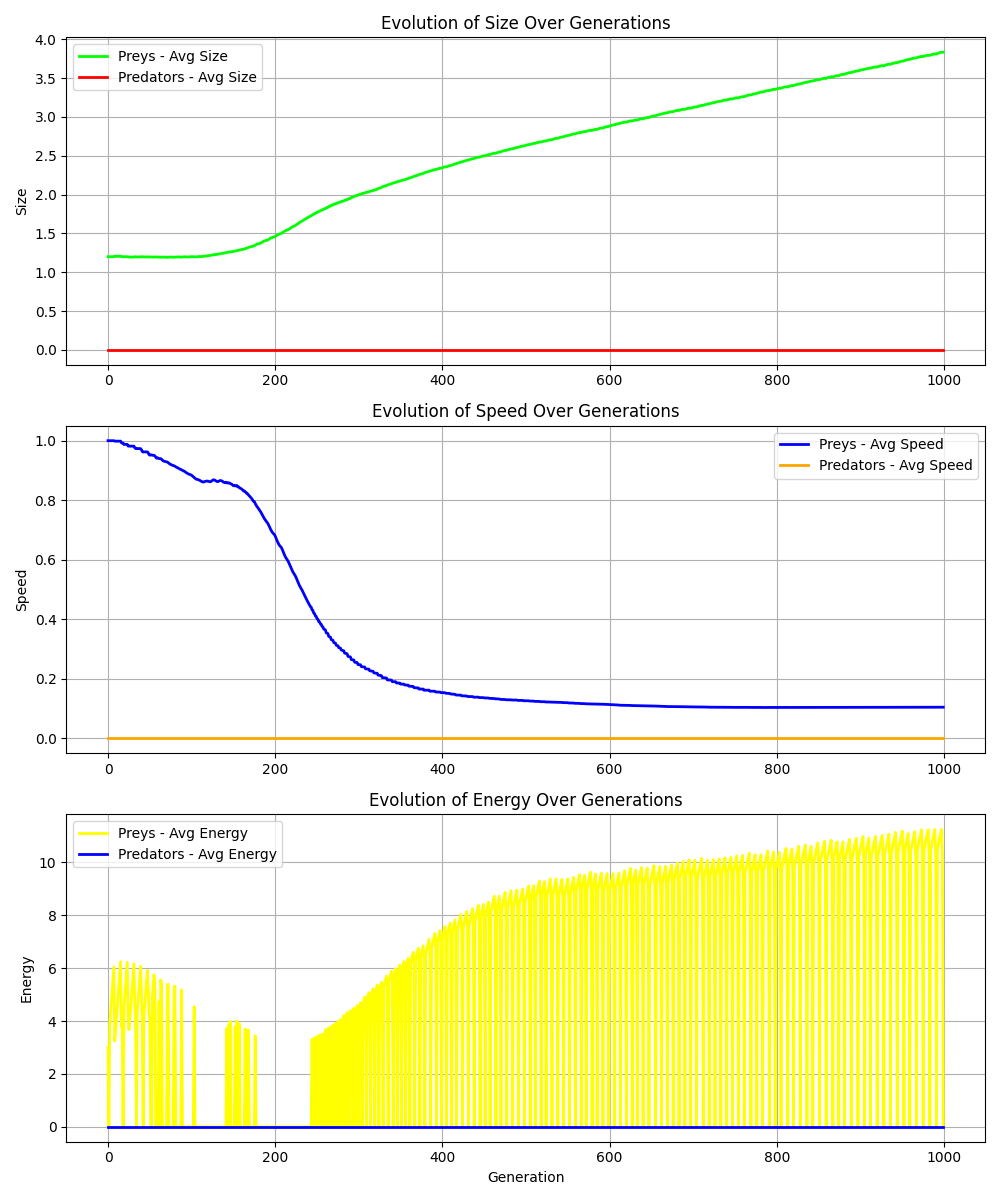 Evolution of Size Over Generations
Preys - Avg Size
Predators - Avg Size
Size
4.0
3.5
3.0
2.5
2.0
1.5
1.0
0.5
0.0
0 200 400 600 800 1000
Evolution of Speed Over Generations
Preys - Avg Speed
Predators - Avg Speed
Speed
1.0
0.8
0.6
0.4
0.2
0.0
0 200 400 600 800 1000
Evolution of Energy Over Generations
Preys - Avg Energy
Predators - Avg Energy
Energy
10
8
6
4
2
0
0 200 400 600 800 1000
Generation